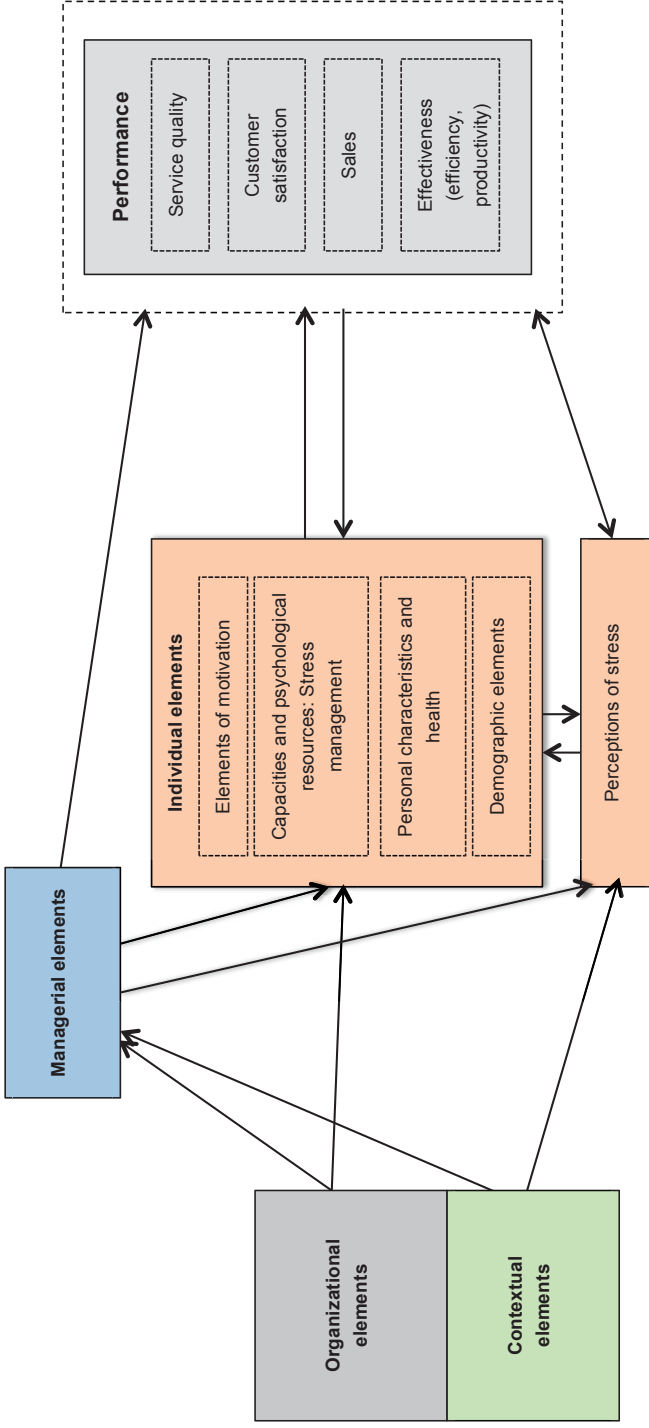 Organizational
elements
Contextual
elements
Managerial elements
Individual elements
Elements of motivation
Capacities and psychological
resources: Stress
management
Personal characteristics and
health
Demographic elements
Perceptions of stress
Performance
Service quality
Customer
satisfaction
Sales
Effectiveness
(efficiency,
productivity)